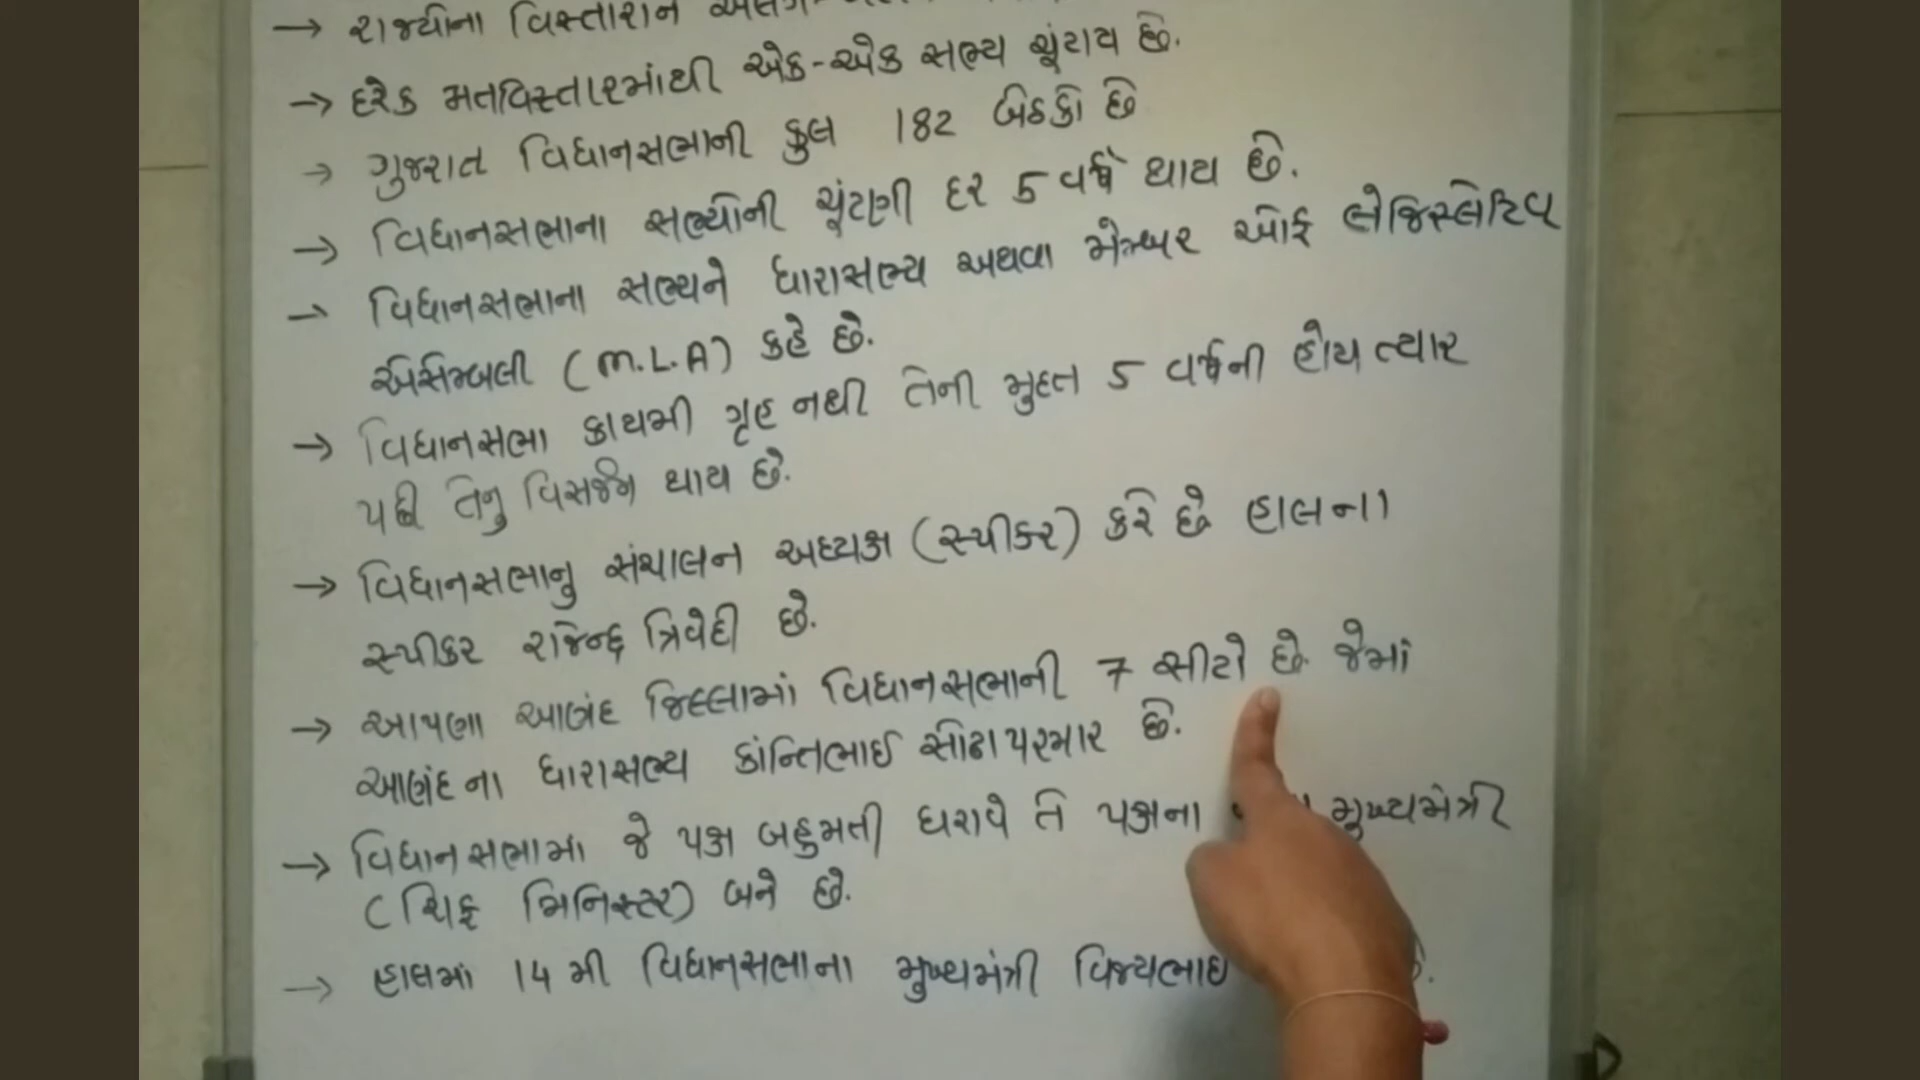 → રાજ્યોના વિસ્તારોને
→ દરેક મતવિસ્તારમાંથી એક-એક સભ્ય ચૂંટાય છે.
→ ગુજરાત વિધાનસભાની કુલ 182 બેઠકો છે
→ વિધાનસભાના સભ્યોની ચૂંટણી દર 5 વર્ષે થાય છે.
→ વિધાનસભાના સભ્યને ધારાસભ્ય અથવા મેમ્બર ઓફ લેજિસ્લેટિવ
એસેમ્બલી (M.L.A) કહે છે.
→ વિધાનસભા કાયમી ગૃહ નથી તેની મુદત 5 વર્ષની હોય ત્યાર
પછી તેનુ વિસર્જન થાય છે.
→ વિધાનસભાનુ સંચાલન અધ્યક્ષ (સ્પીકર) કરે છે હાલના
સ્પીકર રાજેન્દ્ર ત્રિવેદી છે.
→ આપણા આણંદ જિલ્લામાં વિધાનસભાની 7 સીટો છે જેમાં
આણંદના ધારાસભ્ય કાંન્તિભાઈ સોઢા પરમાર છે.
→ વિધાનસભામાં જે પક્ષ બહુમતી ધરાવે તે પક્ષના મુખ્યમંત્રી
(ચિફ મિનિસ્ટર) બને છે.
→ હાલમાં 14 મી વિધાનસભાના મુખ્યમંત્રી વિજયભાઇ છે.